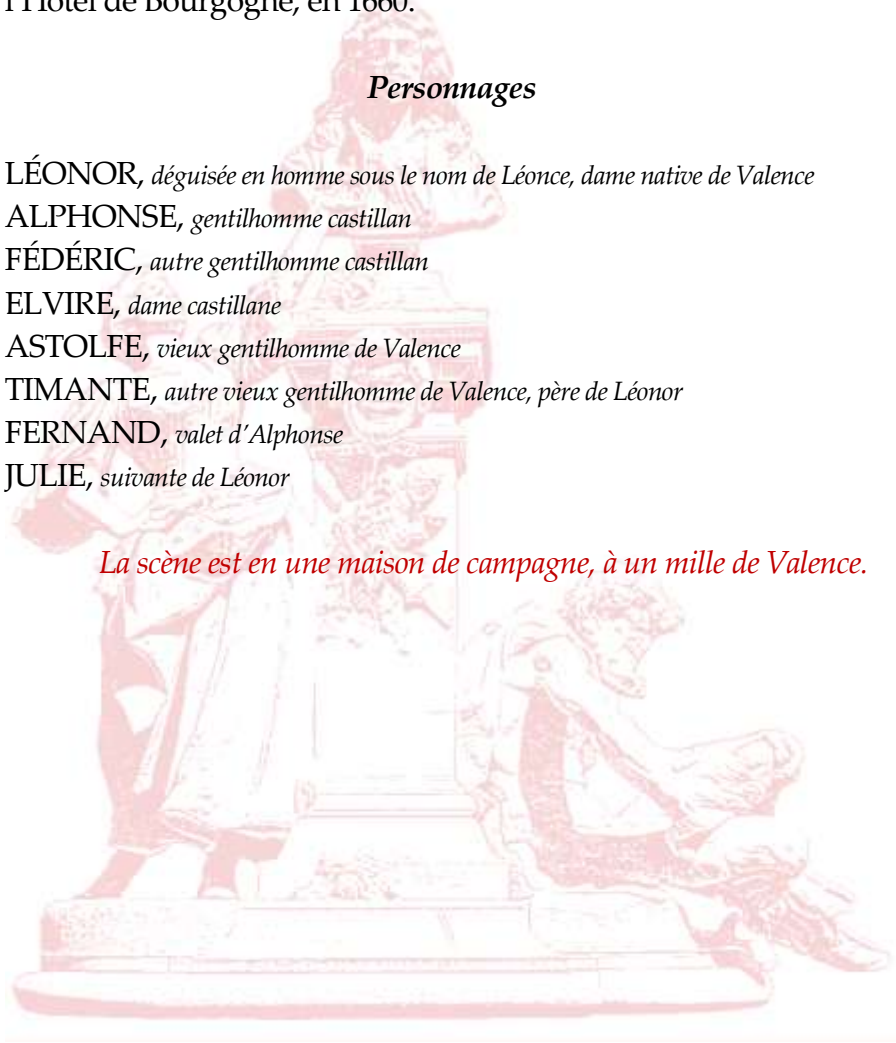 l'Hôtel de Bourgogne, en 1660.
Personnages
LÉONOR, déguisée en homme sous le nom de Léonce, dame native de Valence
ALPHONSE, gentilhomme castillan
FÉDÉRIC, autre gentilhomme castillan
ELVIRE, dame castillane
ASTOLFE, vieux gentilhomme de Valence
TIMANTE, autre vieux gentilhomme de Valence, père de Léonor
FERNAND, valet d'Alphonse
JULIE, suivante de Léonor
La scène est en une maison de campagne, à un mille de Valence.